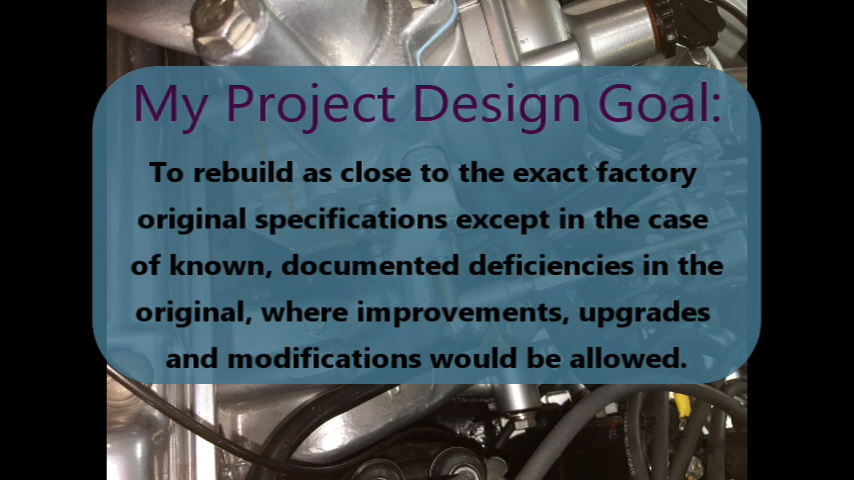 My Project Design Goal:
To rebuild as close to the exact factory
original specifications except in the case
of known, documented deficiencies in the
original, where improvements, upgrades
and modifications would be allowed.